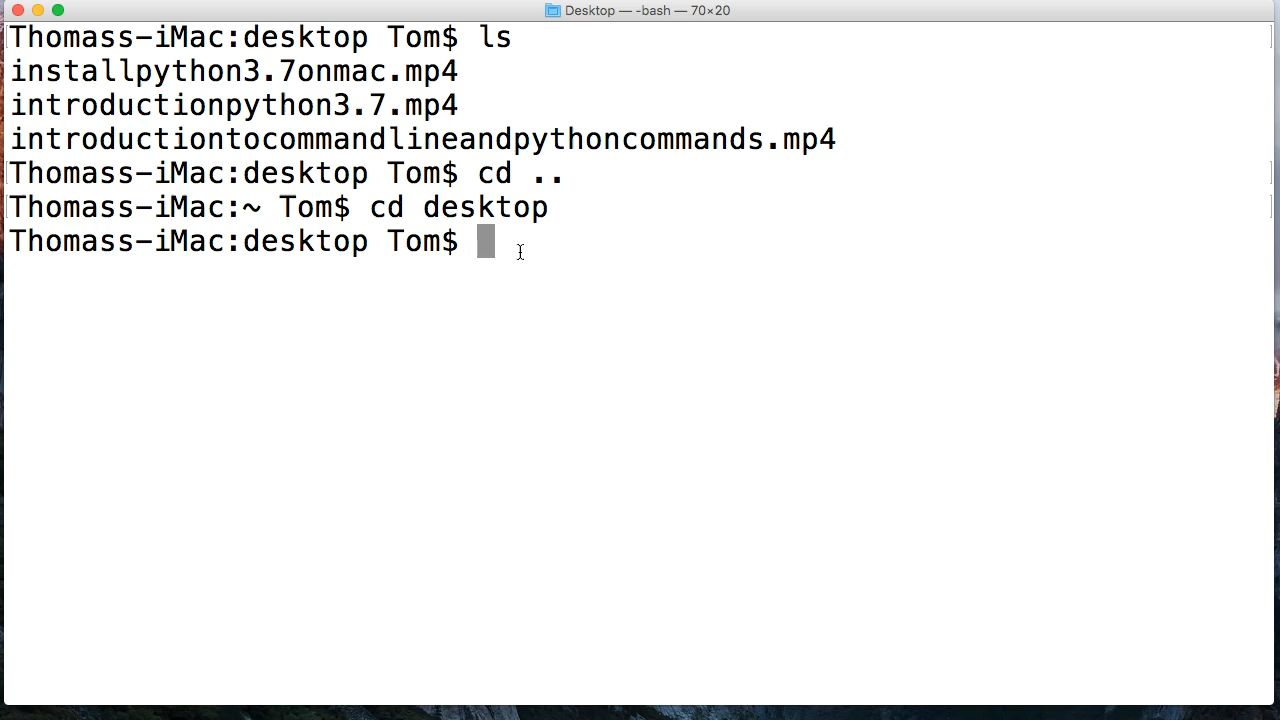 Desktop — -bash — 70×20
Thomass-iMac:desktop Tom$ ls
installpython3.7onmac.mp4
introductionpython3.7.mp4
introductiontocommandlineandpythoncommands.mp4
Thomass-iMac:desktop Tom$ cd ..
Thomass-iMac:~ Tom$ cd desktop
Thomass-iMac:desktop Tom$